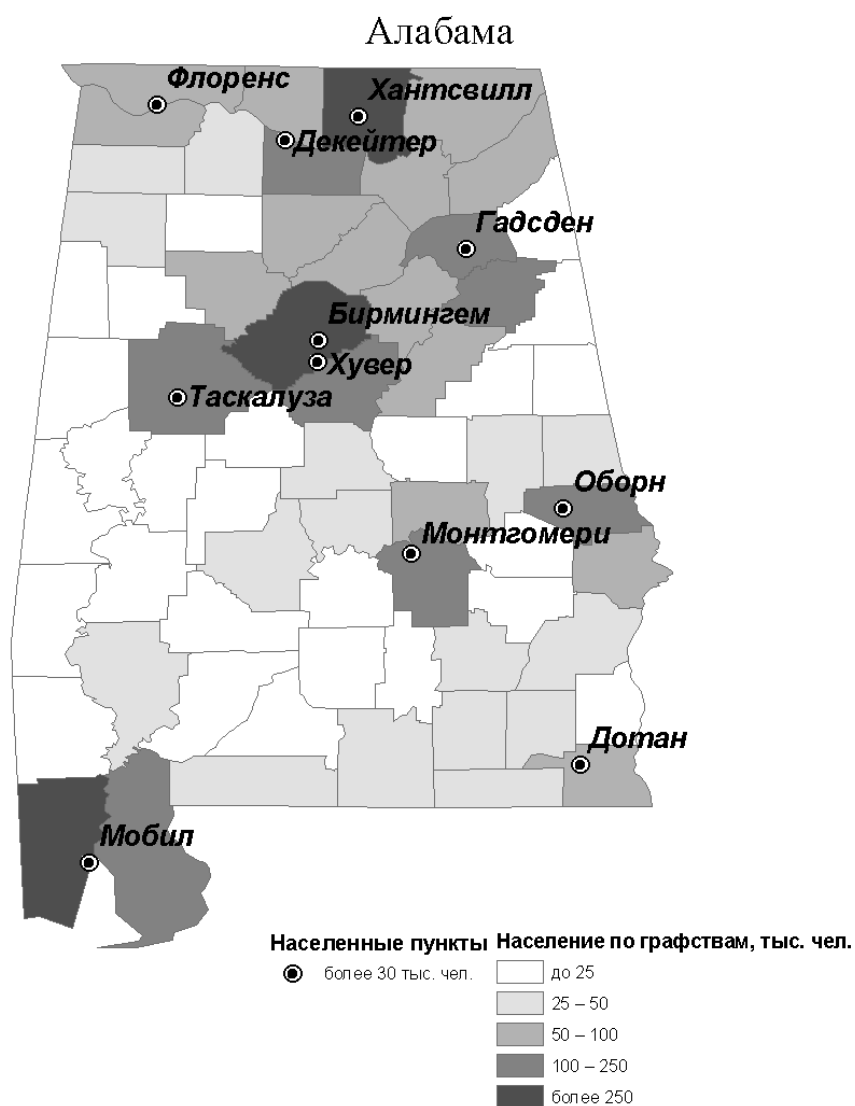 Алабама
Флоренс
Хантсвилл
Декейтер
Гадсден
Бирмингем
Хувер
Таскалуза
Оборн
Монтгомери
Дотан
Мобил
Населенные пункты
более 30 тыс. чел.
Население по графствам, тыс. чел.
до 25
25 – 50
50 – 100
100 – 250
более 250